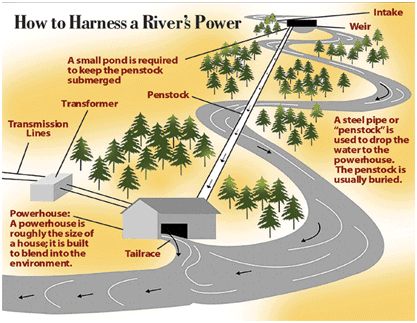 How to Harness a River's Power
Intake
Weir
A small pond is required
to keep the penstock
submerged
Penstock
Transformer
Transmission
Lines
A steel pipe or
"penstock" is
used to drop the
water to the
powerhouse.
The penstock is
usually buried.
Powerhouse:
A powerhouse is
roughly the size of
a house; it is built
to blend into the
environment.
Tailrace